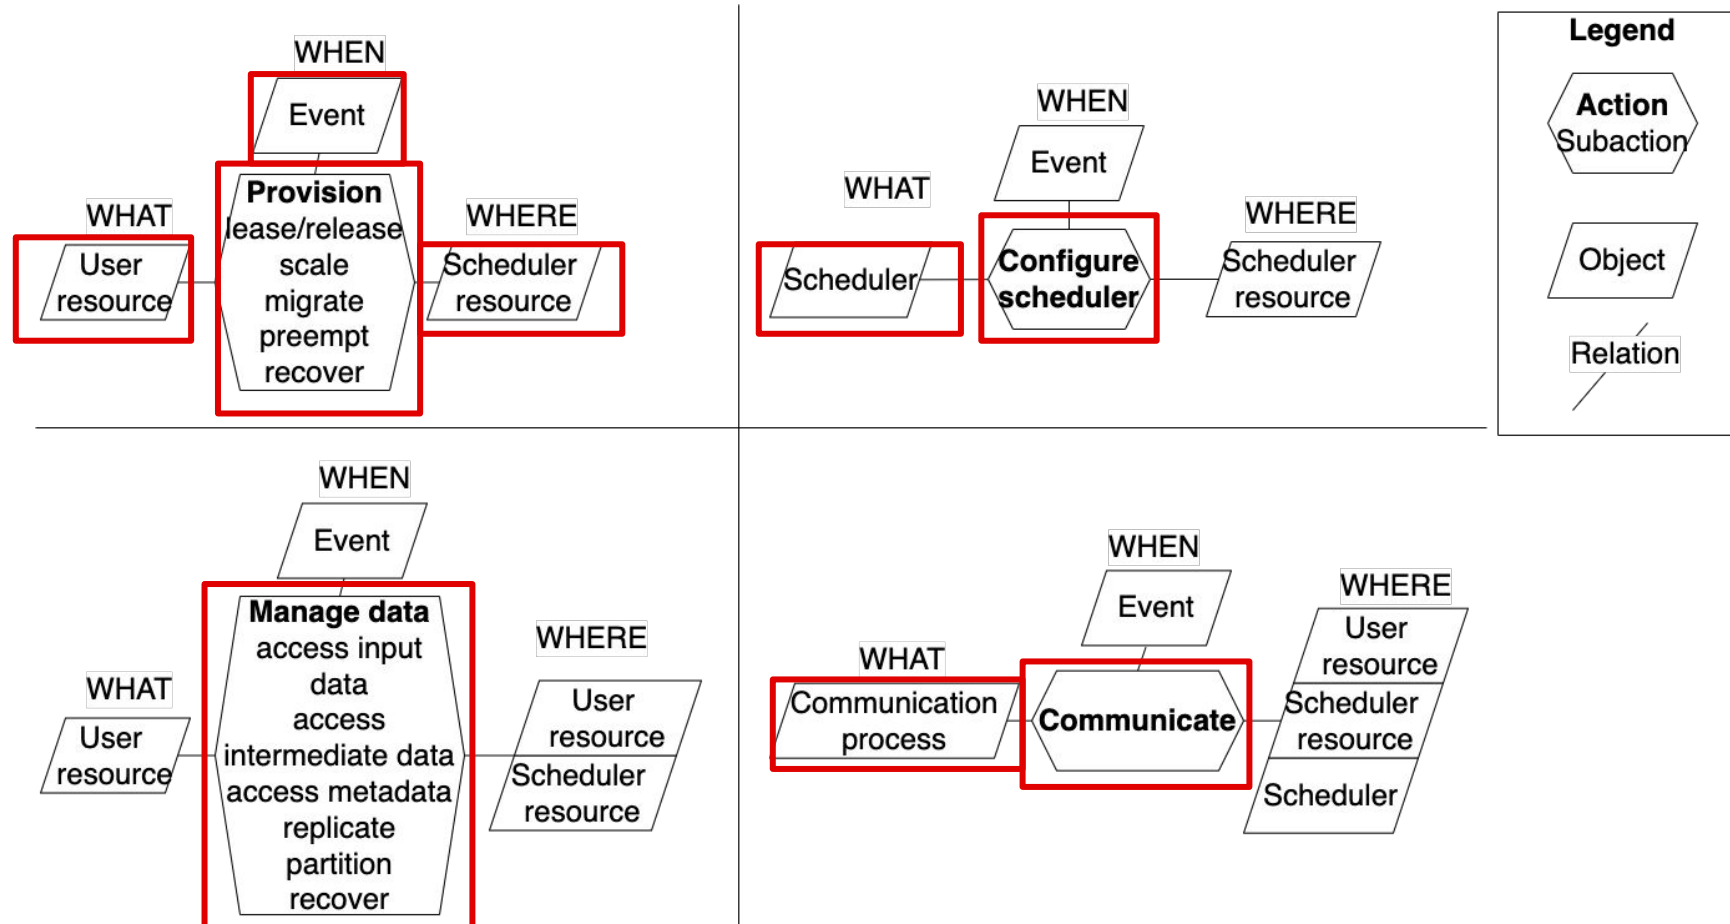 WHEN
Event
WHAT
User
resource
Provision
lease/release
scale
migrate
preempt
recover
WHERE
Scheduler
resource
WHEN
Event
WHAT
Scheduler
Configure
scheduler
WHERE
Scheduler
resource
Legend
Action
Subaction
Object
Relation
WHEN
Event
WHAT
User
resource
Manage data
access input
data
access
intermediate data
access metadata
replicate
partition
recover
WHERE
User
resource
Scheduler
resource
WHEN
Event
WHAT
Communication
process
Communicate
WHERE
User
resource
Scheduler
resource
Scheduler